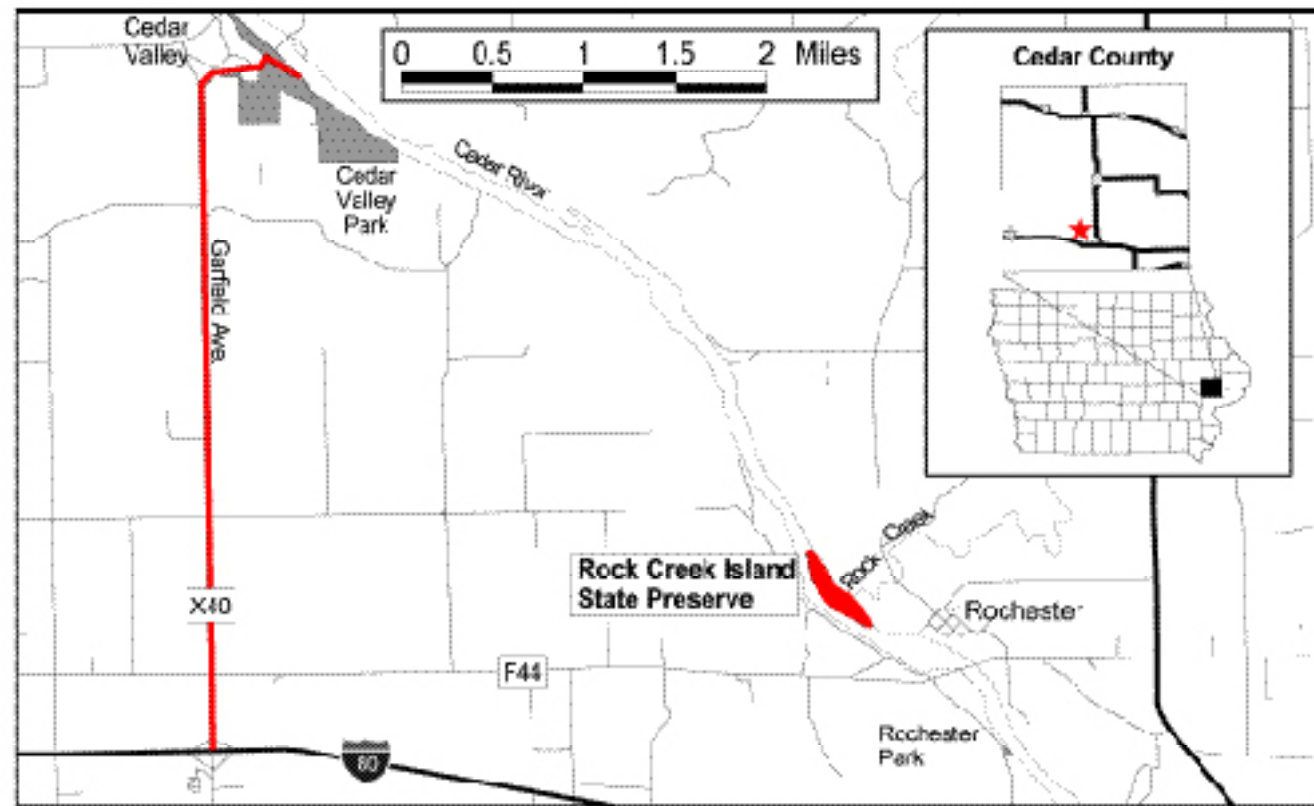 Cedar
Valley
0 0.5 1 1.5 2 Miles
Cedar County
Cedar River
Cedar
Valley
Park
Garfield Ave.
Rock Creek Island
State Preserve
Rock Creek
Rochester
X40
F44
Rochester
Park
80